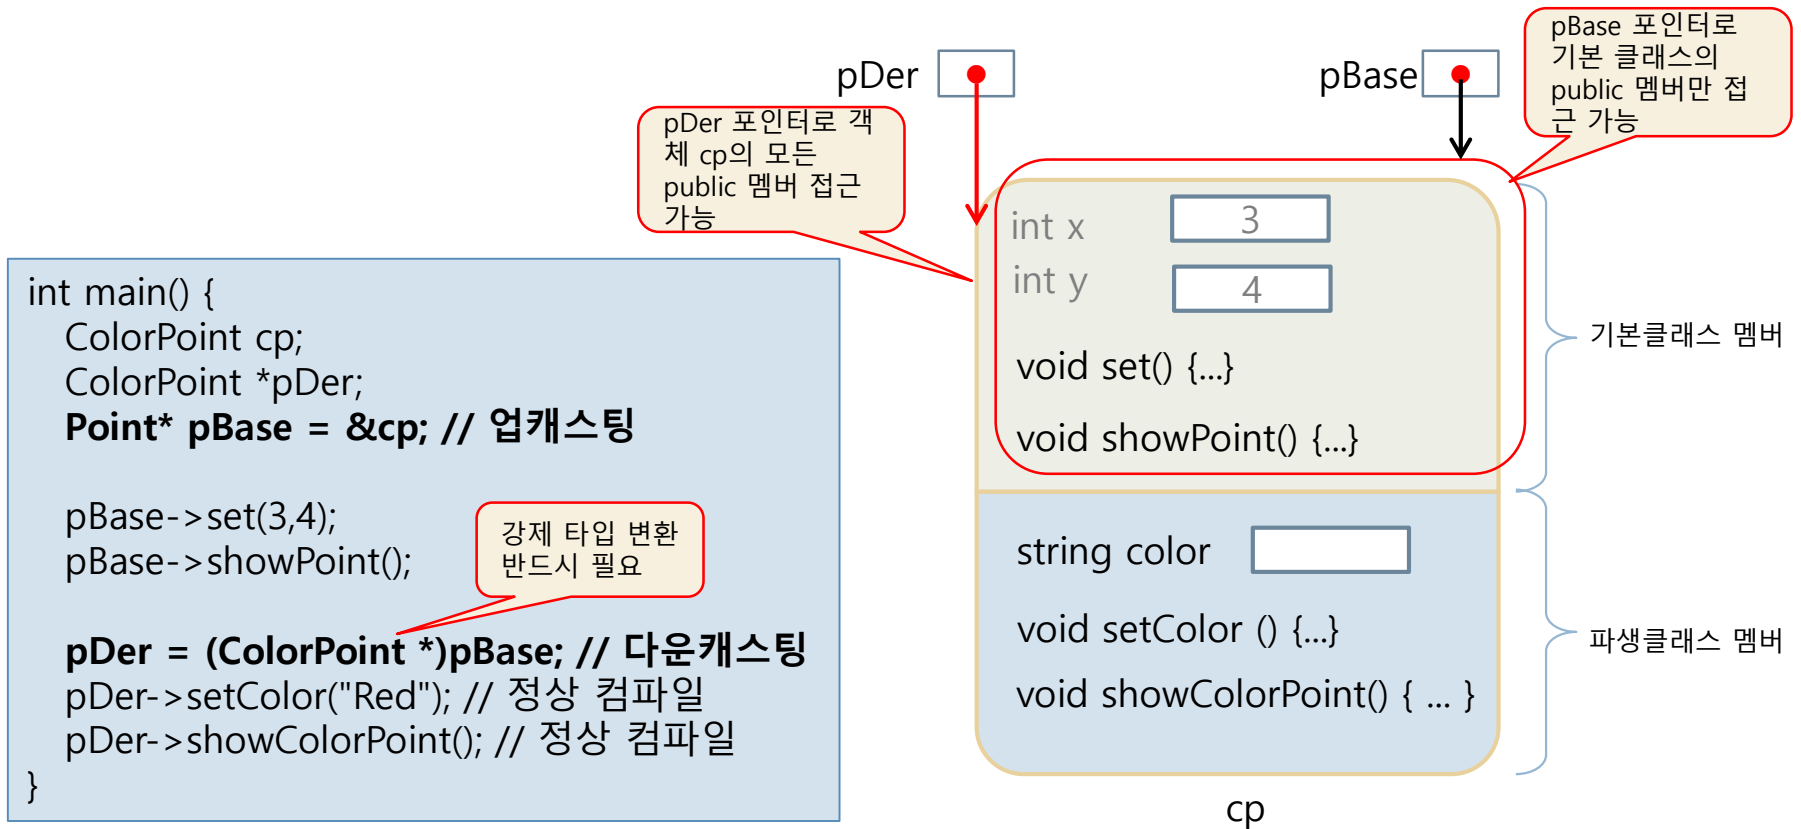 pDer
pBase
pBase 포인터로
기본 클래스의
public 멤버만 접
근 가능
pDer 포인터로 객
체 cp의 모든
public 멤버 접근
가능
int main() {
ColorPoint cp;
ColorPoint *pDer;
Point* pBase = &cp; // 업캐스팅
pBase->set(3,4);
pBase->showPoint();
강제 타입 변환
반드시 필요
pDer = (ColorPoint *)pBase; // 다운캐스팅
pDer->setColor("Red"); // 정상 컴파일
pDer->showColorPoint(); // 정상 컴파일
}
int x 3
int y 4
void set() {...}
void showPoint() {...}
기본클래스 멤버
string color
void setColor () {...}
void showColorPoint() { ... }
파생클래스 멤버
cp